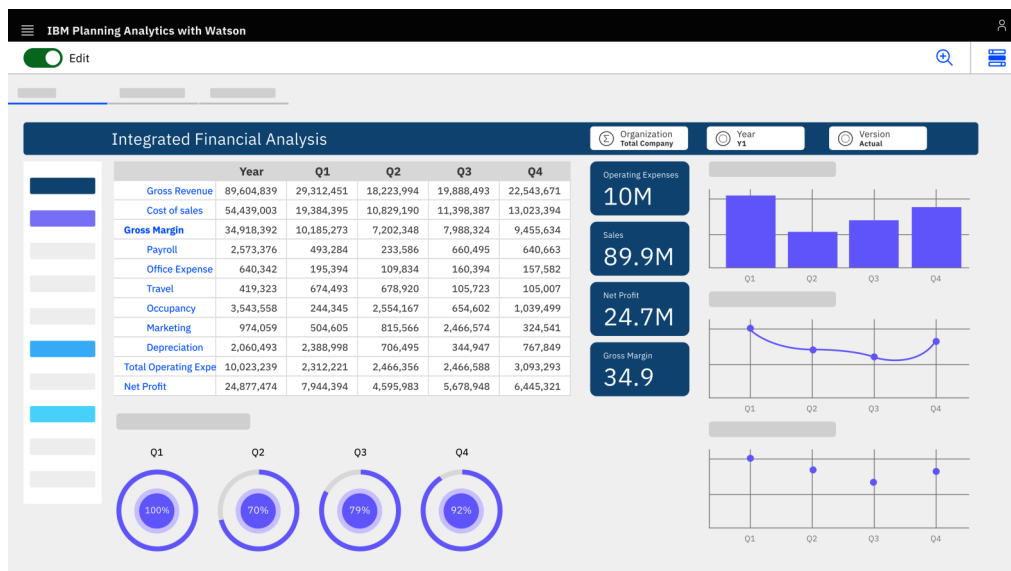 IBM Planning Analytics with Watson
Edit
Integrated Financial Analysis
Organization
Total Company
Year
Y1
Version
Actual
Year Q1 Q2 Q3 Q4
Gross Revenue 89,604,839 29,312,451 18,223,994 19,888,493 22,543,671
Cost of sales 54,439,003 19,384,395 10,829,190 11,398,387 13,023,394
Gross Margin 34,918,392 10,185,273 7,202,348 7,988,324 9,455,634
Payroll 2,573,376 493,284 233,586 660,495 640,663
Office Expense 640,342 195,394 109,834 160,394 157,582
Travel 419,323 674,493 678,920 105,723 105,007
Occupancy 3,543,558 244,345 2,554,167 654,602 1,039,499
Marketing 974,059 504,605 815,566 2,466,574 324,541
Depreciation 2,060,493 2,388,998 706,495 344,947 767,849
Total Operating Expe 10,023,239 2,312,221 2,466,356 2,466,588 3,093,293
Net Profit 24,877,474 7,944,394 4,595,983 5,678,948 6,445,321
Operating Expenses
10M
Sales
89.9M
Net Profit
24.7M
Gross Margin
34.9
Q1 Q2 Q3 Q4
Q1 Q2 Q3 Q4
Q1 Q2 Q3 Q4
Q1 Q2 Q3 Q4
100% 70% 79% 92%